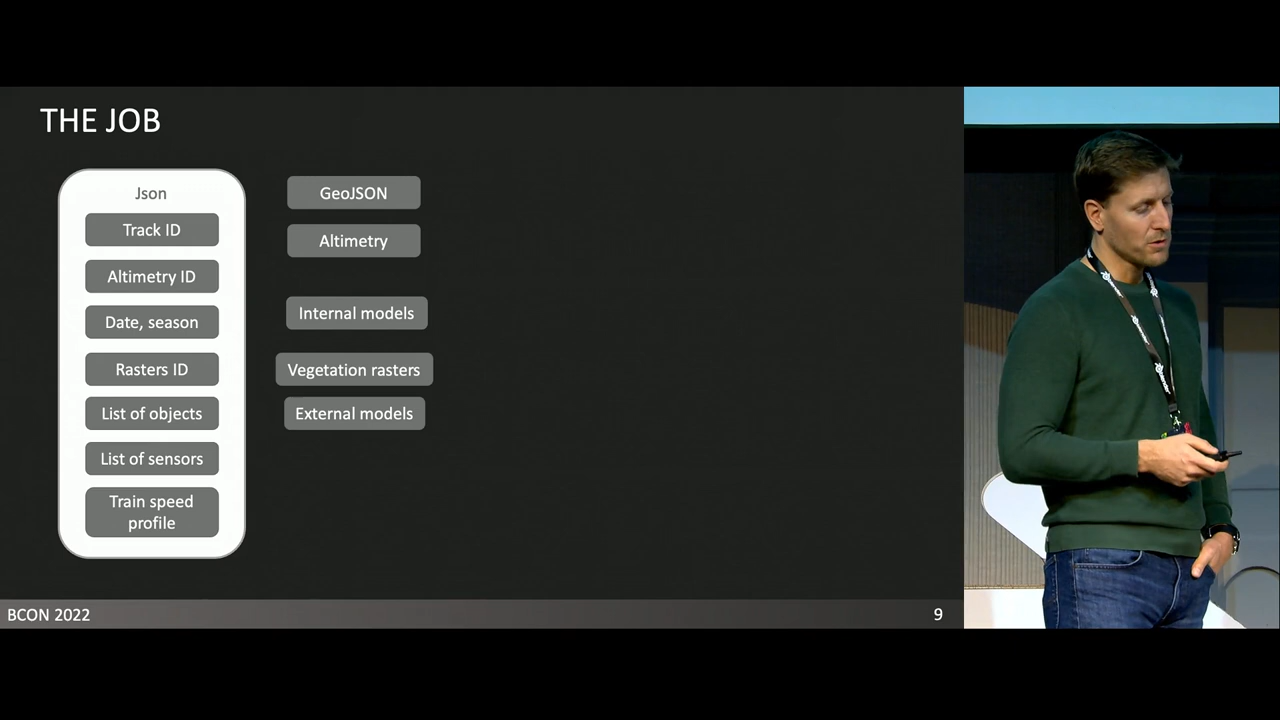 THE JOB
Json
Track ID
Altimetry ID
Date, season
Rasters ID
List of objects
List of sensors
Train speed
profile
GeoJSON
Altimetry
Internal models
Vegetation rasters
External models
BCON 2022
9